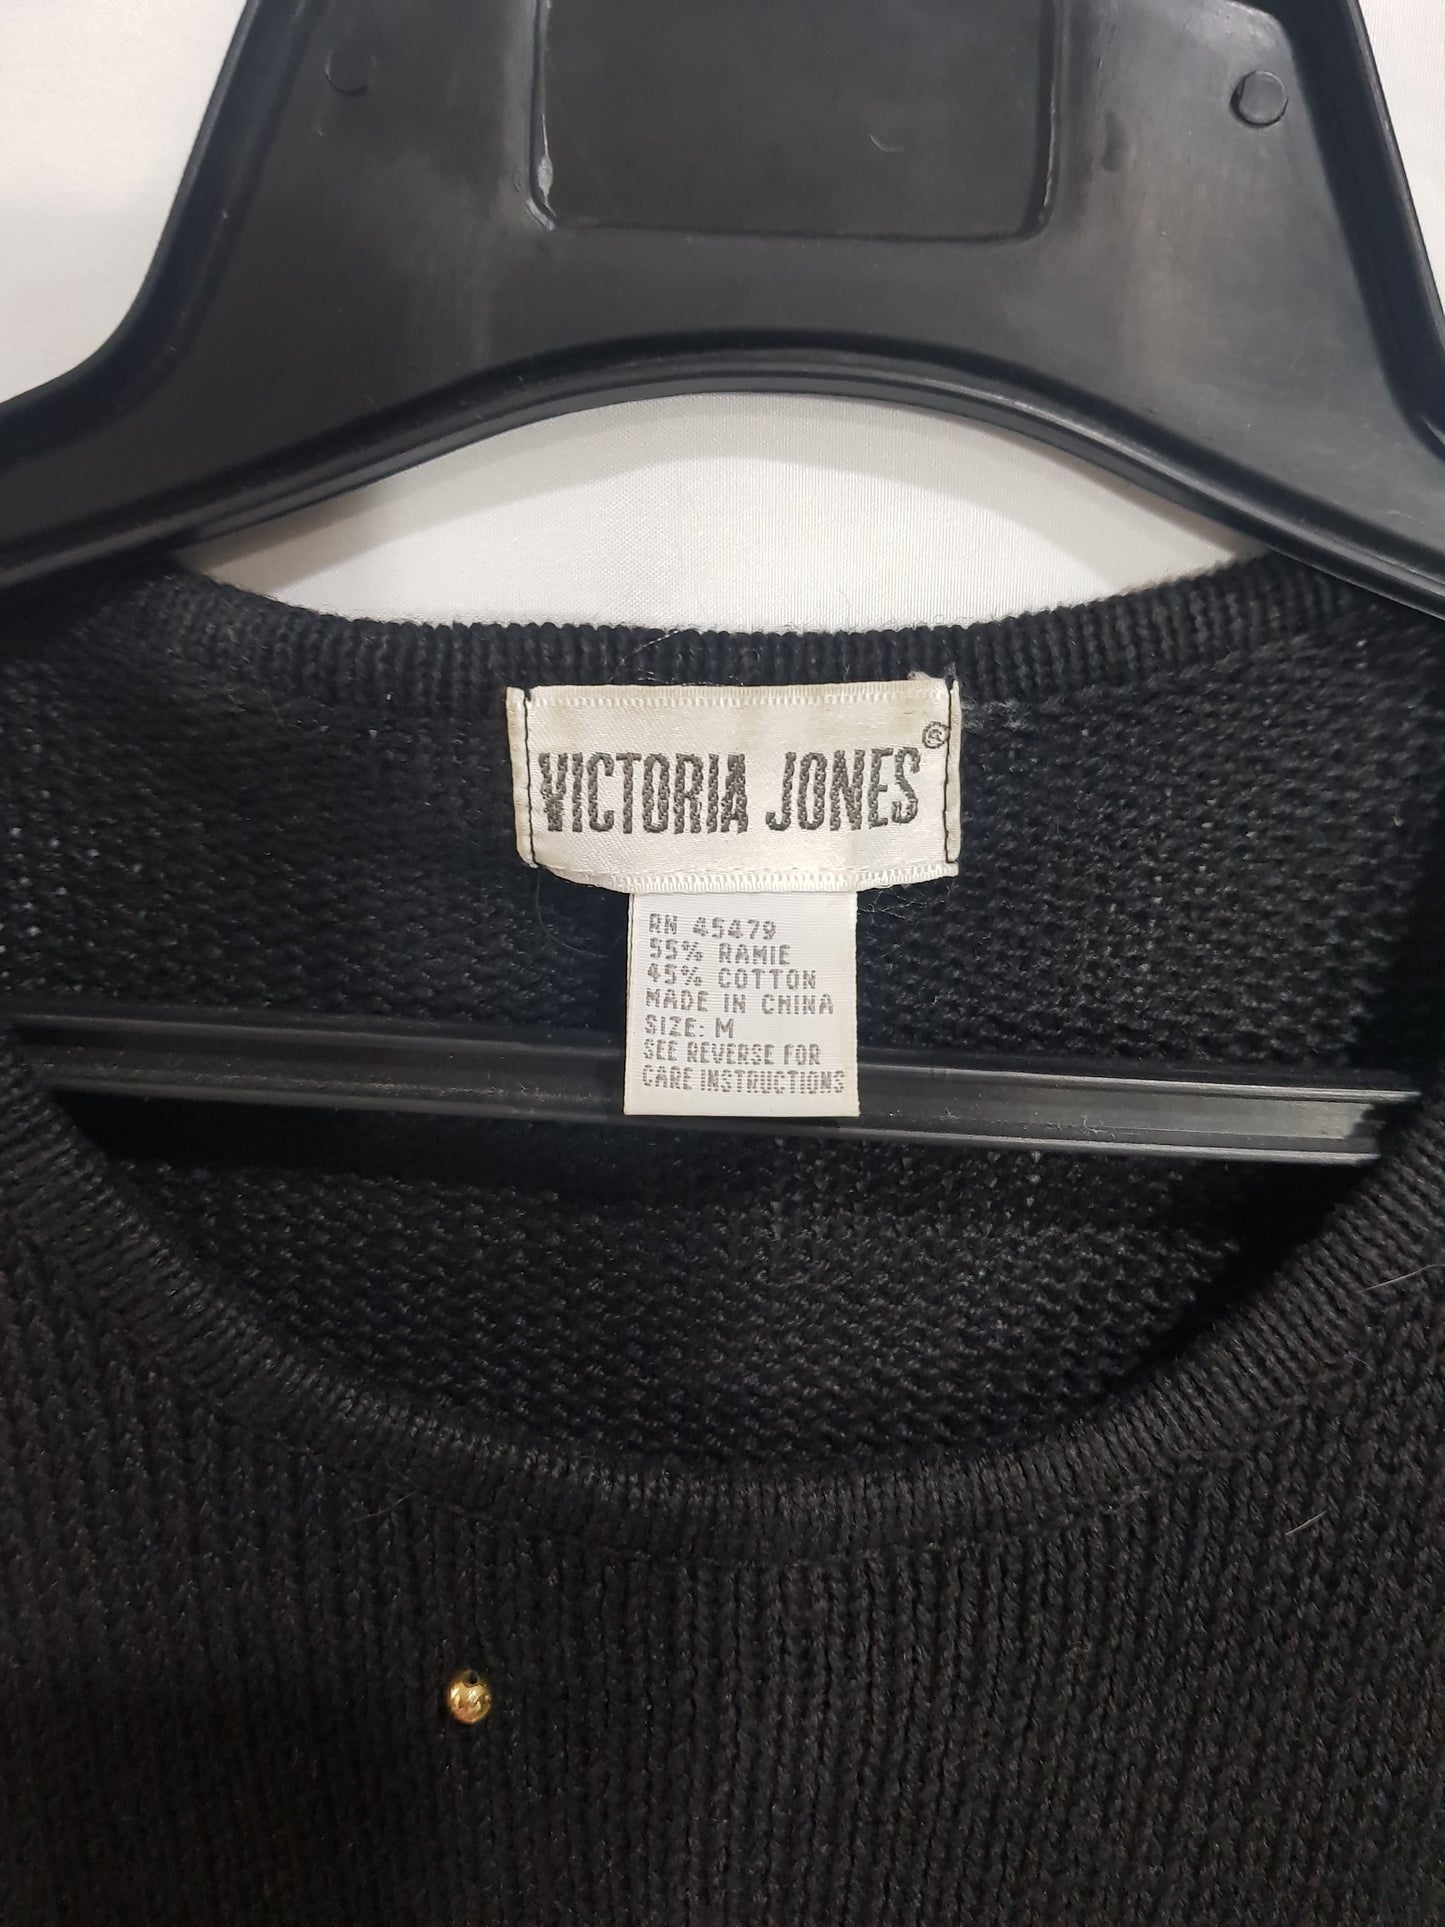 VICTORIA JONES®
RN 45479
55% RAMIE
45% COTTON
MADE IN CHINA
SIZE: M
SEE REVERSE FOR
CARE INSTRUCTIONS